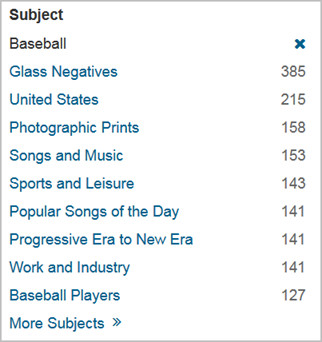 Subject
Baseball ×
Glass Negatives 385
United States 215
Photographic Prints 158
Songs and Music 153
Sports and Leisure 143
Popular Songs of the Day 141
Progressive Era to New Era 141
Work and Industry 141
Baseball Players 127
More Subjects »